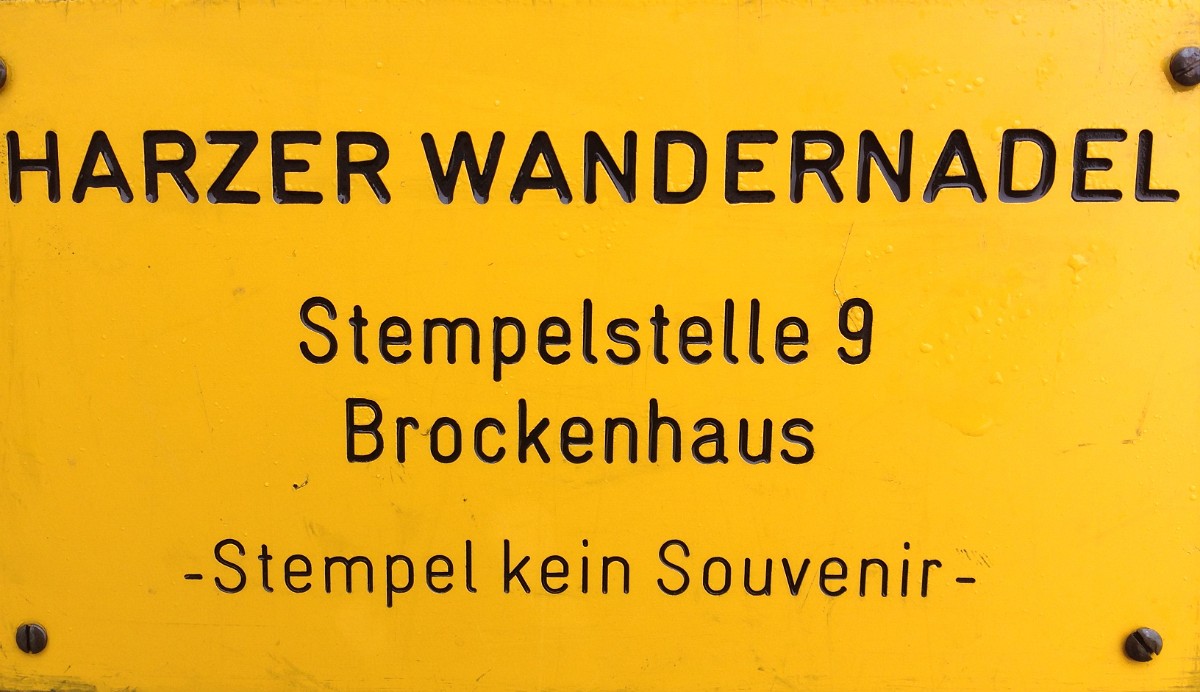 HARZER WANDERNADEL
Stempelstelle 9
Brockenhaus
-Stempel kein Souvenir-